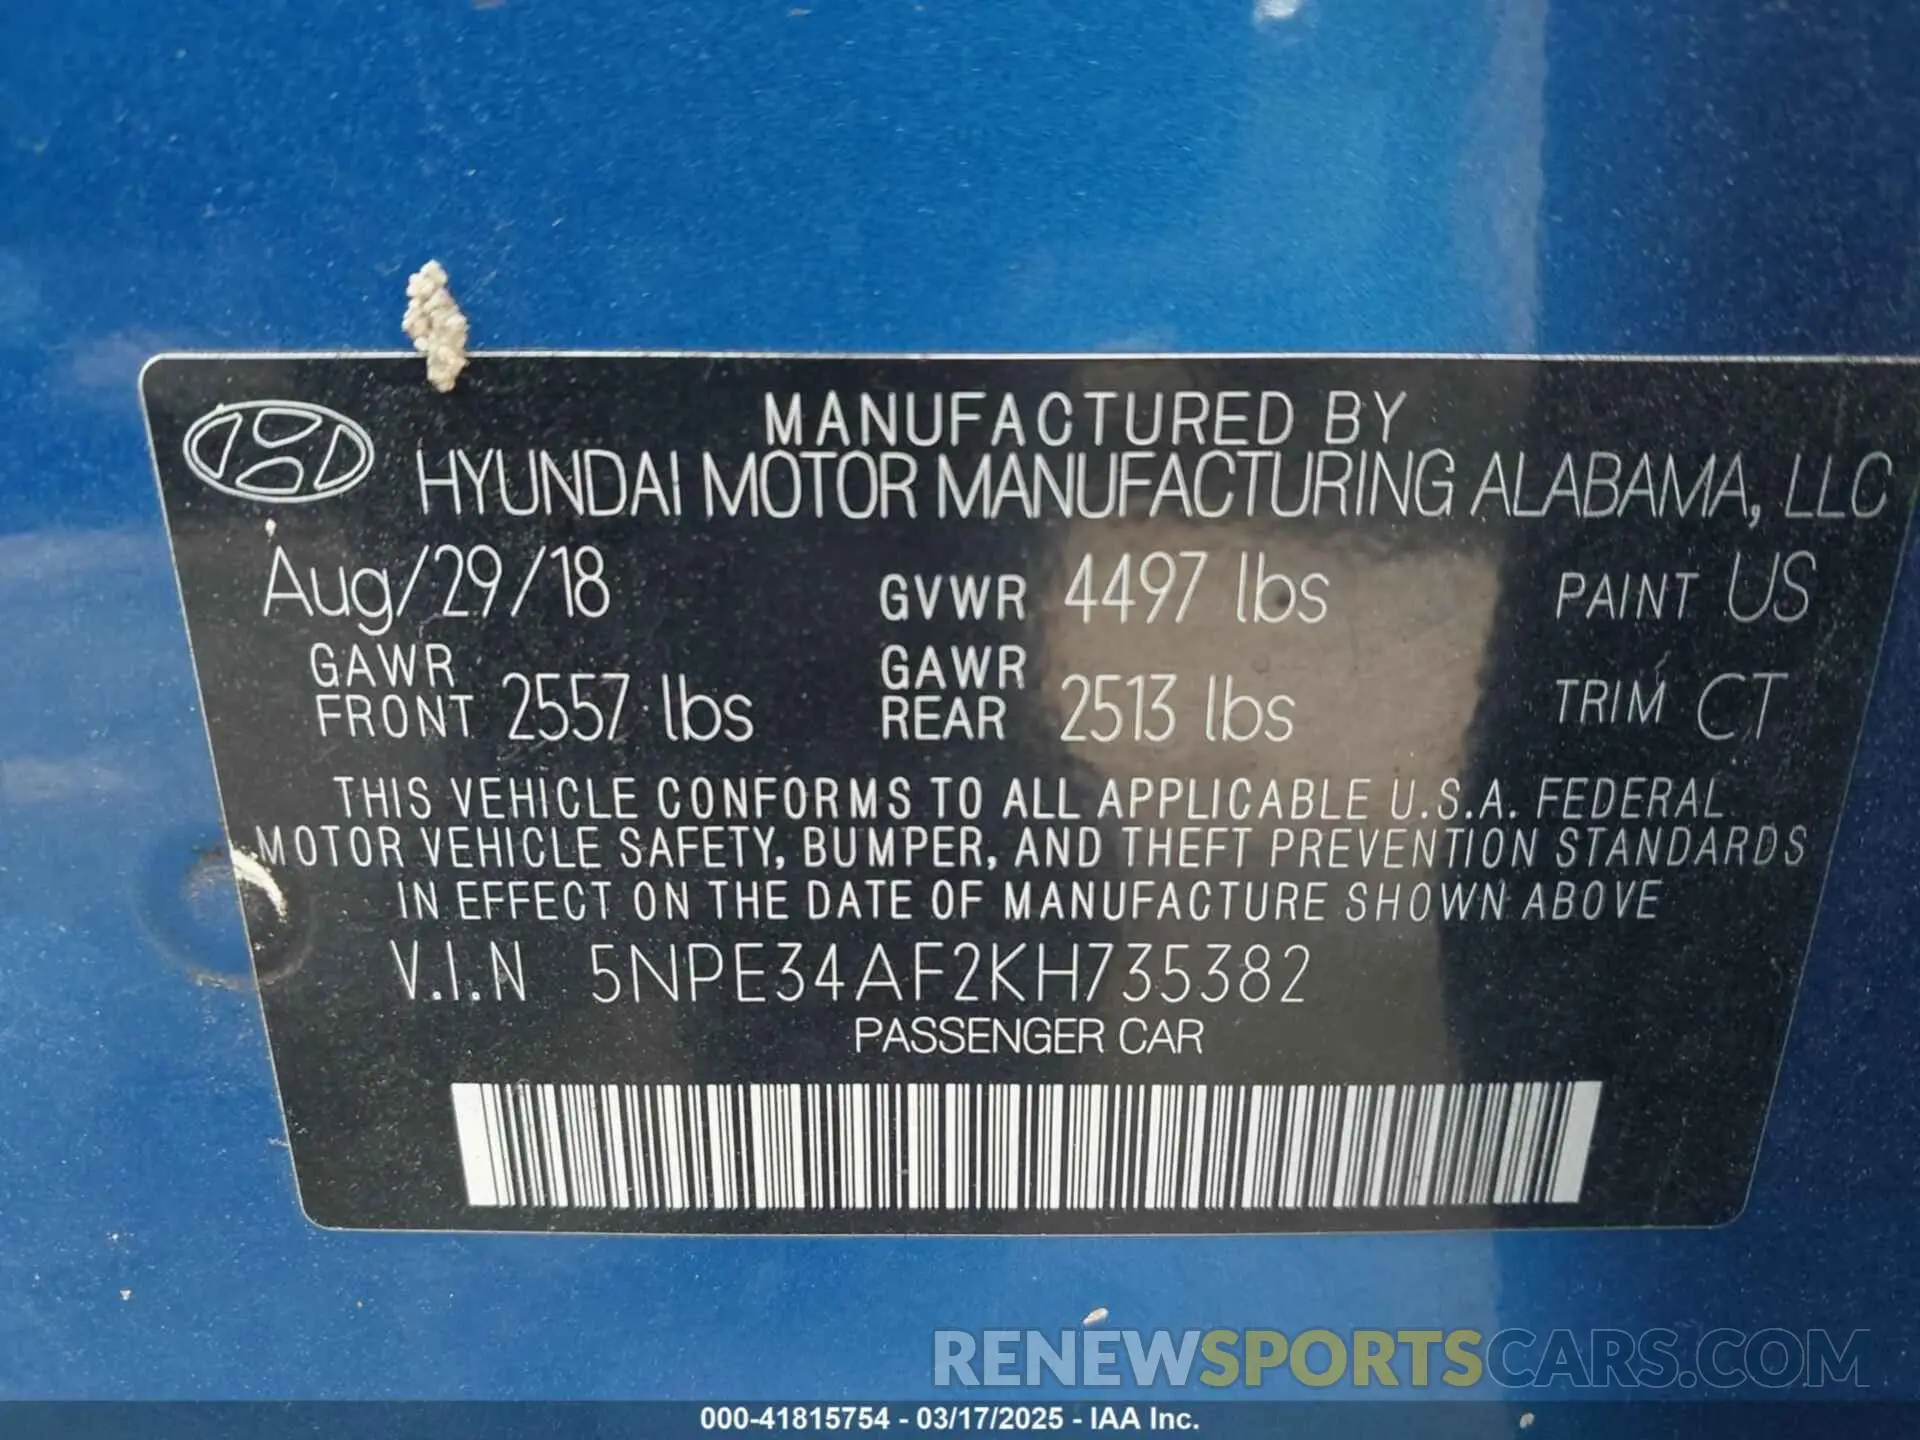 MANUFACTURED BY
HYUNDAI MOTOR MANUFACTURING ALABAMA, LLC
Aug/29/18 GVWR 4497 lbs PAINT US
GAWR FRONT 2557 lbs GAWR REAR 2513 lbs TRIM CT
THIS VEHICLE CONFORMS TO ALL APPLICABLE U.S.A. FEDERAL
MOTOR VEHICLE SAFETY, BUMPER, AND THEFT PREVENTION STANDARDS
IN EFFECT ON THE DATE OF MANUFACTURE SHOWN ABOVE
V.I.N 5NPE34AF2KH735382
PASSENGER CAR
RENEWSPORTSCARS.COM
000-41815754 - 03/17/2025 - IAA Inc.